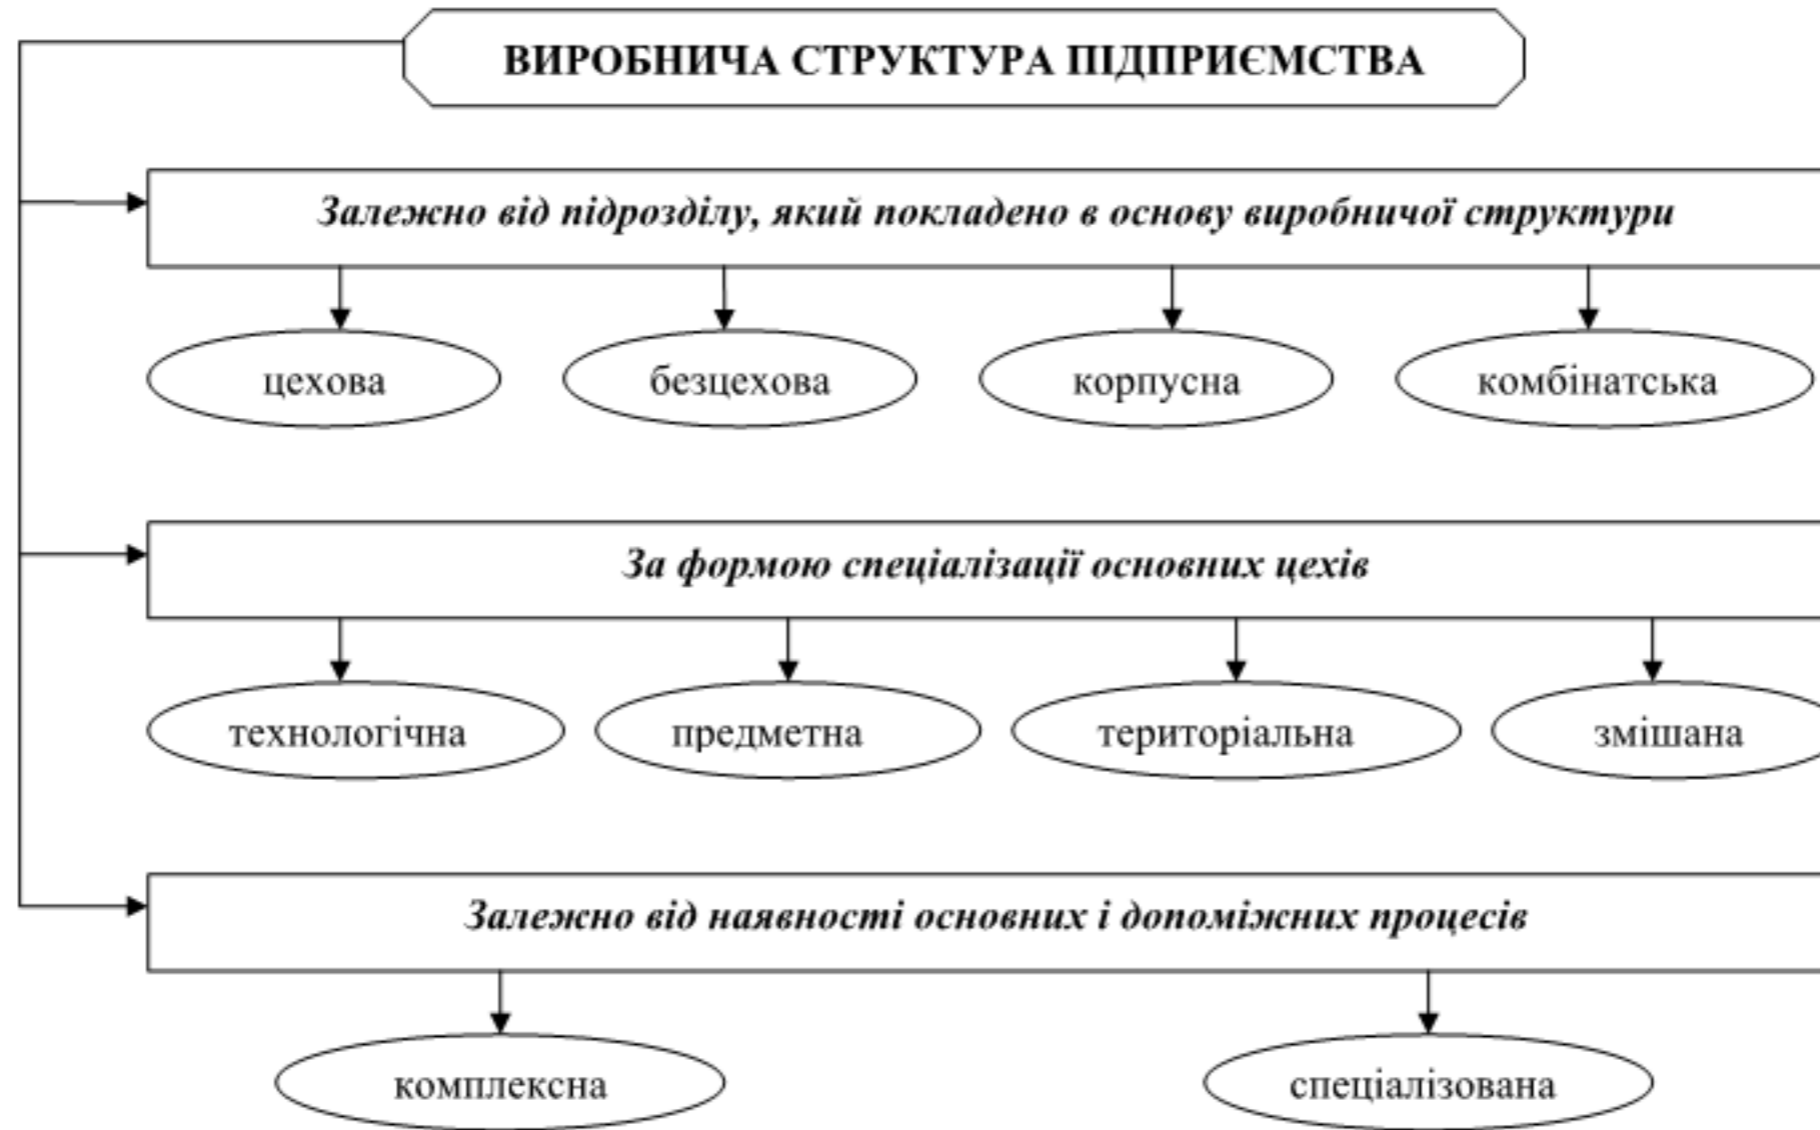 ВИРОБНИЧА СТРУКТУРА ПІДПРИЄМСТВА
Залежно від підрозділу, який покладено в основу виробничої структури
цехова
безцехова
корпусна
комбінатська
За формою спеціалізації основних цехів
технологічна
предметна
територіальна
змішана
Залежно від наявності основних і допоміжних процесів
комплексна
спеціалізована